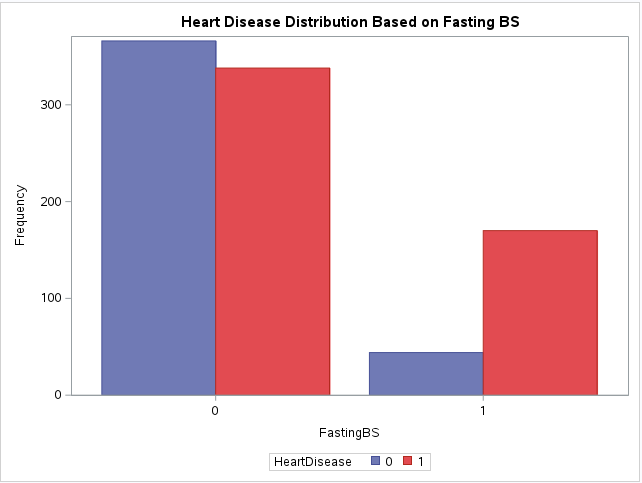 Heart Disease Distribution Based on Fasting BS
Frequency
300
200
100
0
0 1
FastingBS
HeartDisease 0 1